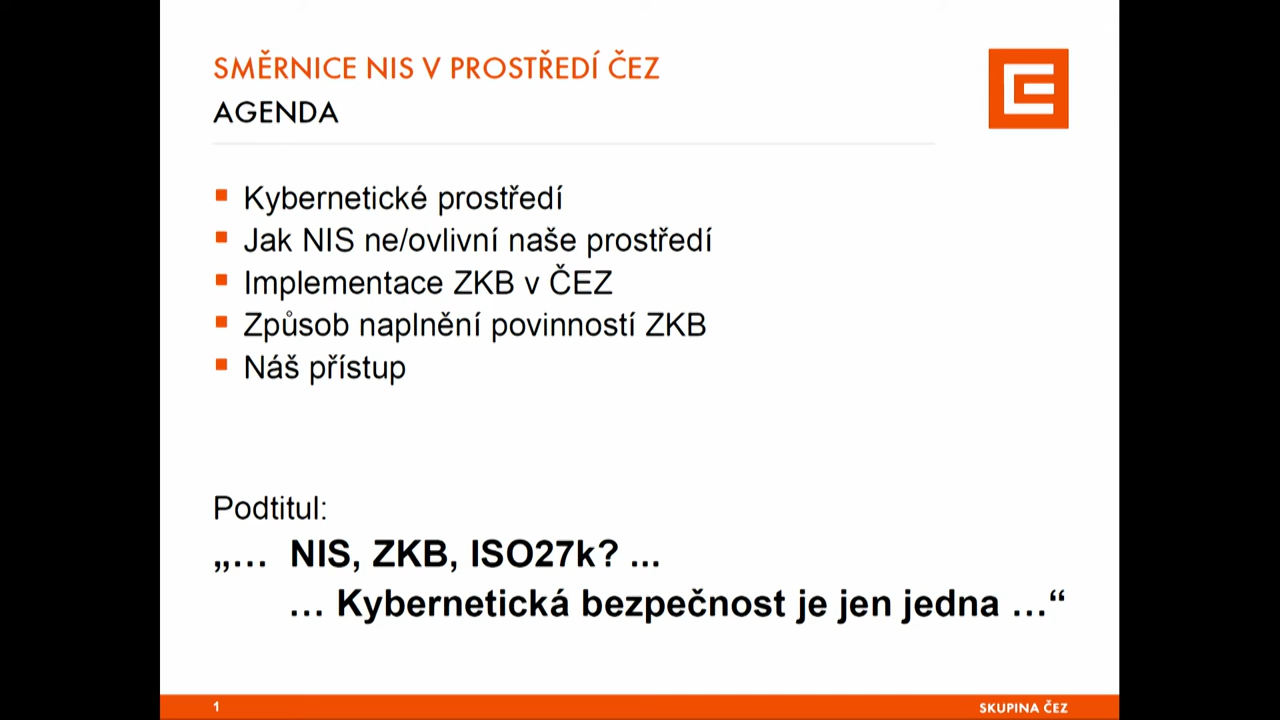 SMĚRNICE NIS V PROSTŘEDÍ ČEZ
AGENDA
Kybernetické prostředí
Jak NIS ne/ovlivní naše prostředí
Implementace ZKB v ČEZ
Způsob naplnění povinností ZKB
Náš přístup
Podtitul:
„… NIS, ZKB, ISO27k? ...
… Kybernetická bezpečnost je jen jedna …“
1
SKUPINA ČEZ